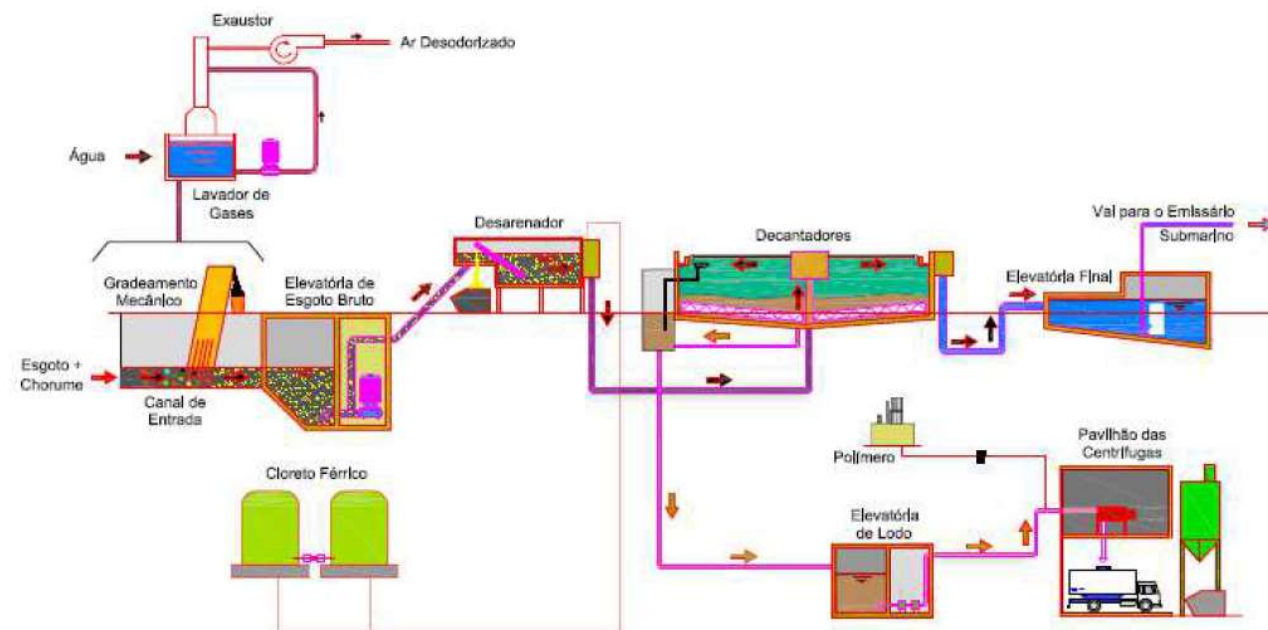 Exaustor
Ar Desodorizado
Água
Lavador de
Gases
Desarenador
Decantadores
Vai para o Emissário
Submarino
Gradeamento
Mecânico
Elevatória de
Esgoto Bruto
Elevatória Final
Esgoto +
Chorume
Canal de
Entrada
Cloreto Férrico
Polímero
Pavilhão das
Centrífugas
Elevatória
de Lodo